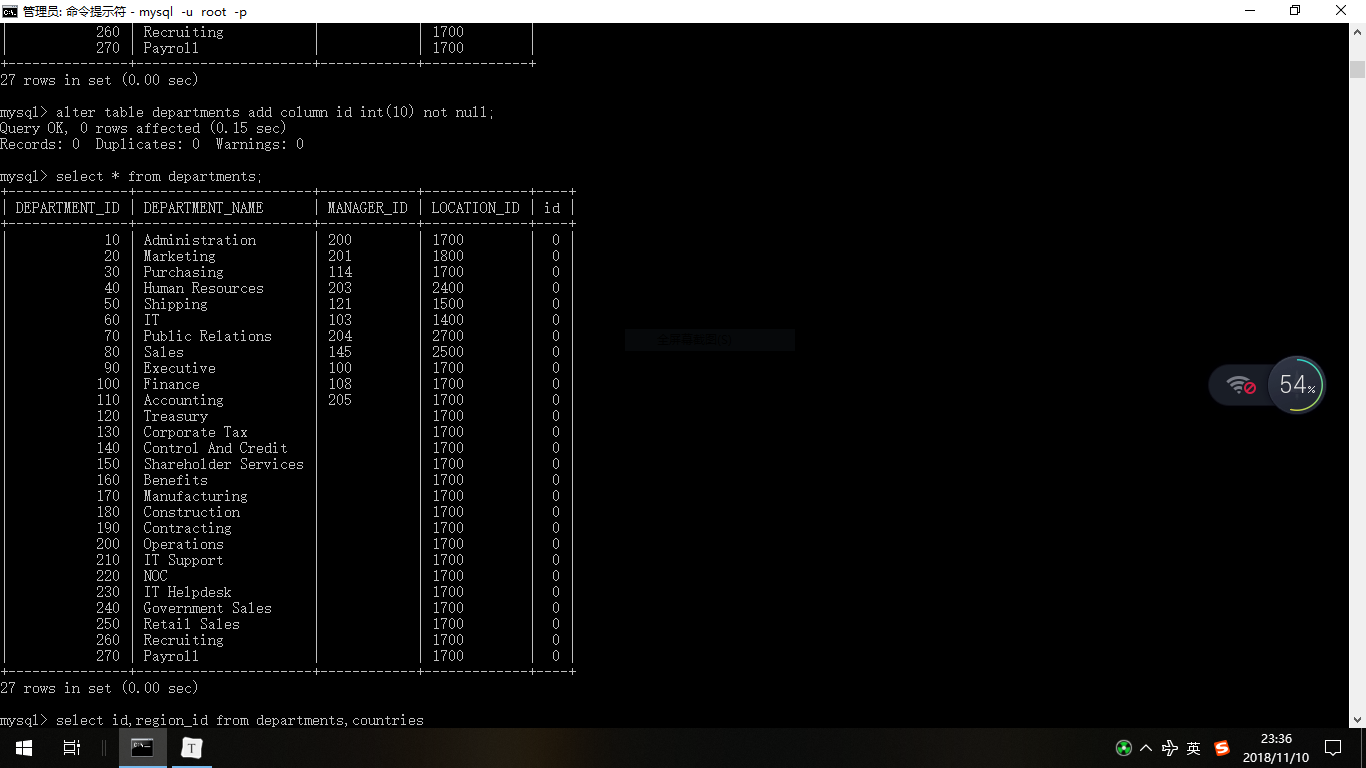 管理员: 命令提示符 - mysql -u root -p
| 260 | Recruiting | | 1700 |
| 270 | Payroll | | 1700 |
+---------------+----------------------+------------+-------------+
27 rows in set (0.00 sec)
mysql> alter table departments add column id int(10) not null;
Query OK, 0 rows affected (0.15 sec)
Records: 0 Duplicates: 0 Warnings: 0
mysql> select * from departments;
+---------------+----------------------+------------+-------------+----+
| DEPARTMENT_ID | DEPARTMENT_NAME | MANAGER_ID | LOCATION_ID | id |
+---------------+----------------------+------------+-------------+----+
| 10 | Administration | 200 | 1700 | 0 |
| 20 | Marketing | 201 | 1800 | 0 |
| 30 | Purchasing | 114 | 1700 | 0 |
| 40 | Human Resources | 203 | 2400 | 0 |
| 50 | Shipping | 121 | 1500 | 0 |
| 60 | IT | 103 | 1400 | 0 |
| 70 | Public Relations | 204 | 2700 | 0 |
| 80 | Sales | 145 | 2500 | 0 |
| 90 | Executive | 100 | 1700 | 0 |
| 100 | Finance | 108 | 1700 | 0 |
| 110 | Accounting | 205 | 1700 | 0 |
| 120 | Treasury | | 1700 | 0 |
| 130 | Corporate Tax | | 1700 | 0 |
| 140 | Control And Credit | | 1700 | 0 |
| 150 | Shareholder Services | | 1700 | 0 |
| 160 | Benefits | | 1700 | 0 |
| 170 | Manufacturing | | 1700 | 0 |
| 180 | Construction | | 1700 | 0 |
| 190 | Contracting | | 1700 | 0 |
| 200 | Operations | | 1700 | 0 |
| 210 | IT Support | | 1700 | 0 |
| 220 | NOC | | 1700 | 0 |
| 230 | IT Helpdesk | | 1700 | 0 |
| 240 | Government Sales | | 1700 | 0 |
| 250 | Retail Sales | | 1700 | 0 |
| 260 | Recruiting | | 1700 | 0 |
| 270 | Payroll | | 1700 | 0 |
+---------------+----------------------+------------+-------------+----+
27 rows in set (0.00 sec)
mysql> select id,region_id from departments,countries
54%
T
英
S
23:36
2018/11/10